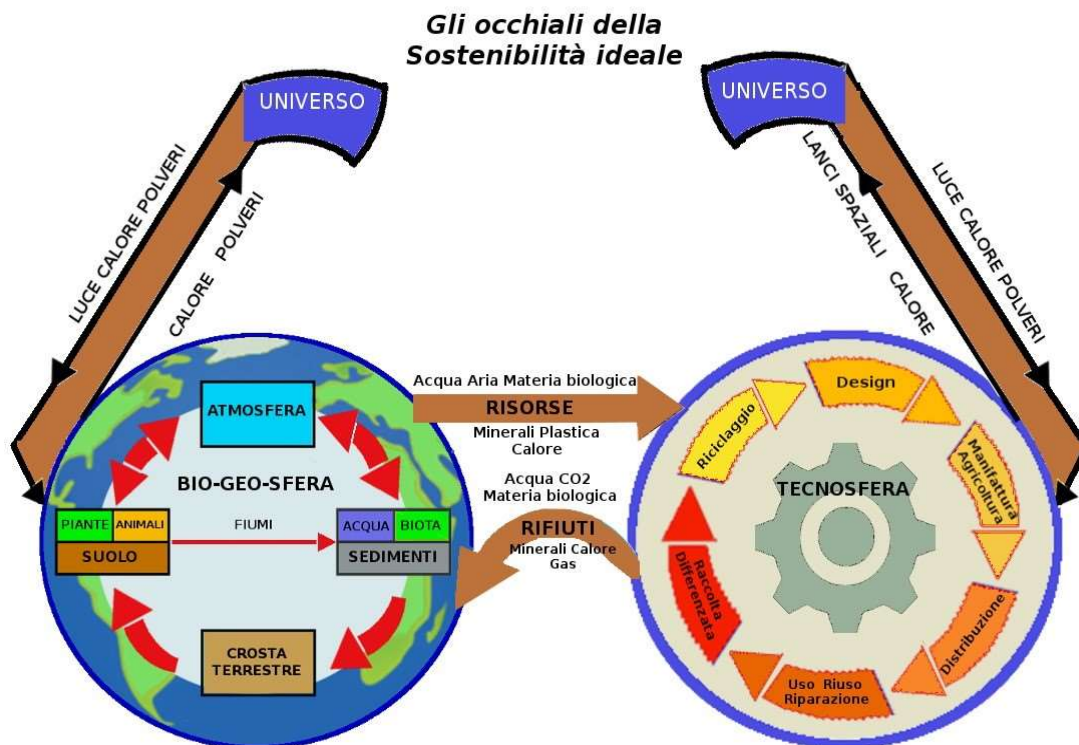 Gli occhiali della
Sostenibilità ideale
UNIVERSO
UNIVERSO
LUCE CALORE POLVERI
CALORE POLVERI
LANCI SPAZIALI CALORE
LUCE CALORE POLVERI
ATMOSFERA
BIO-GEO-SFERA
PIANTE
ANIMALI
SUOLO
FIUMI
ACQUA
BIOTA
SEDIMENTI
CROSTA
TERRESTRE
Acqua Aria Materia biologica
RISORSE
Minerali Plastica
Calore
Acqua CO2
Materia biologica
RIFIUTI
Minerali Calore
Gas
TECNOSFERA
Design
Manifattura
Agricoltura
Distribuzione
Uso Riuso
Riparazione
Raccolta
Differenzata
Riciclaggio